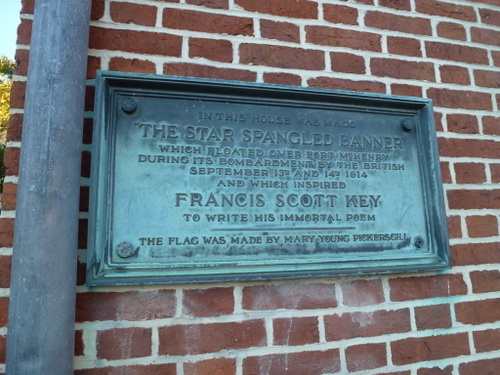 IN THIS HOUSE WAS MADE
"THE STAR SPANGLED BANNER"
WHICH FLOATED OVER FORT McHENRY
DURING ITS BOMBARDMENT BY THE BRITISH
SEPTEMBER 13TH AND 14TH 1814
AND WHICH INSPIRED
FRANCIS SCOTT KEY
TO WRITE HIS IMMORTAL POEM
THE FLAG WAS MADE BY MARY YOUNG PICKERSGILL